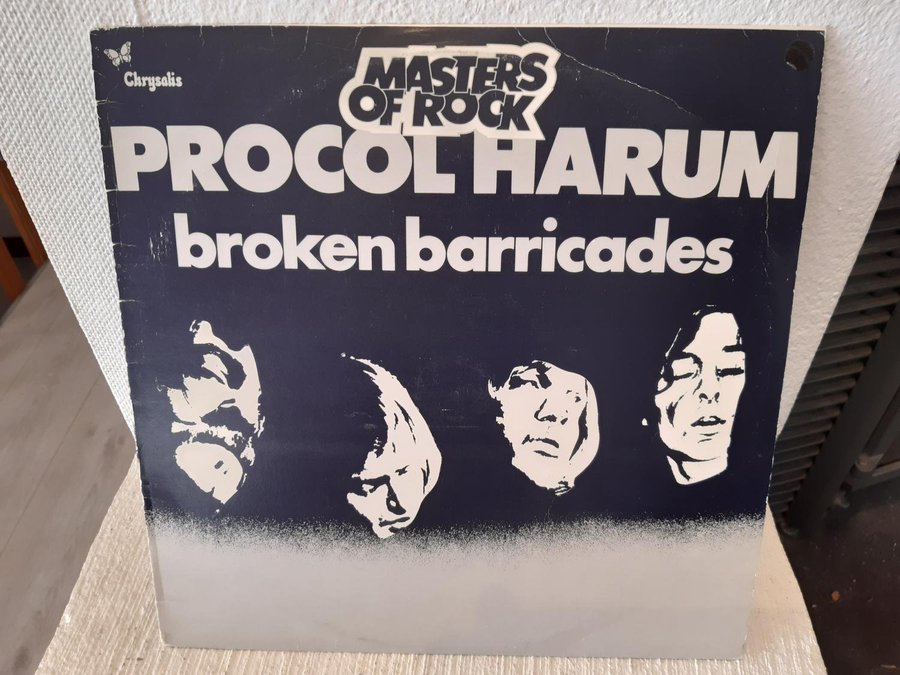 Chrysalis
MASTERS
OF ROCK
PROCOL HARUM
broken barricades